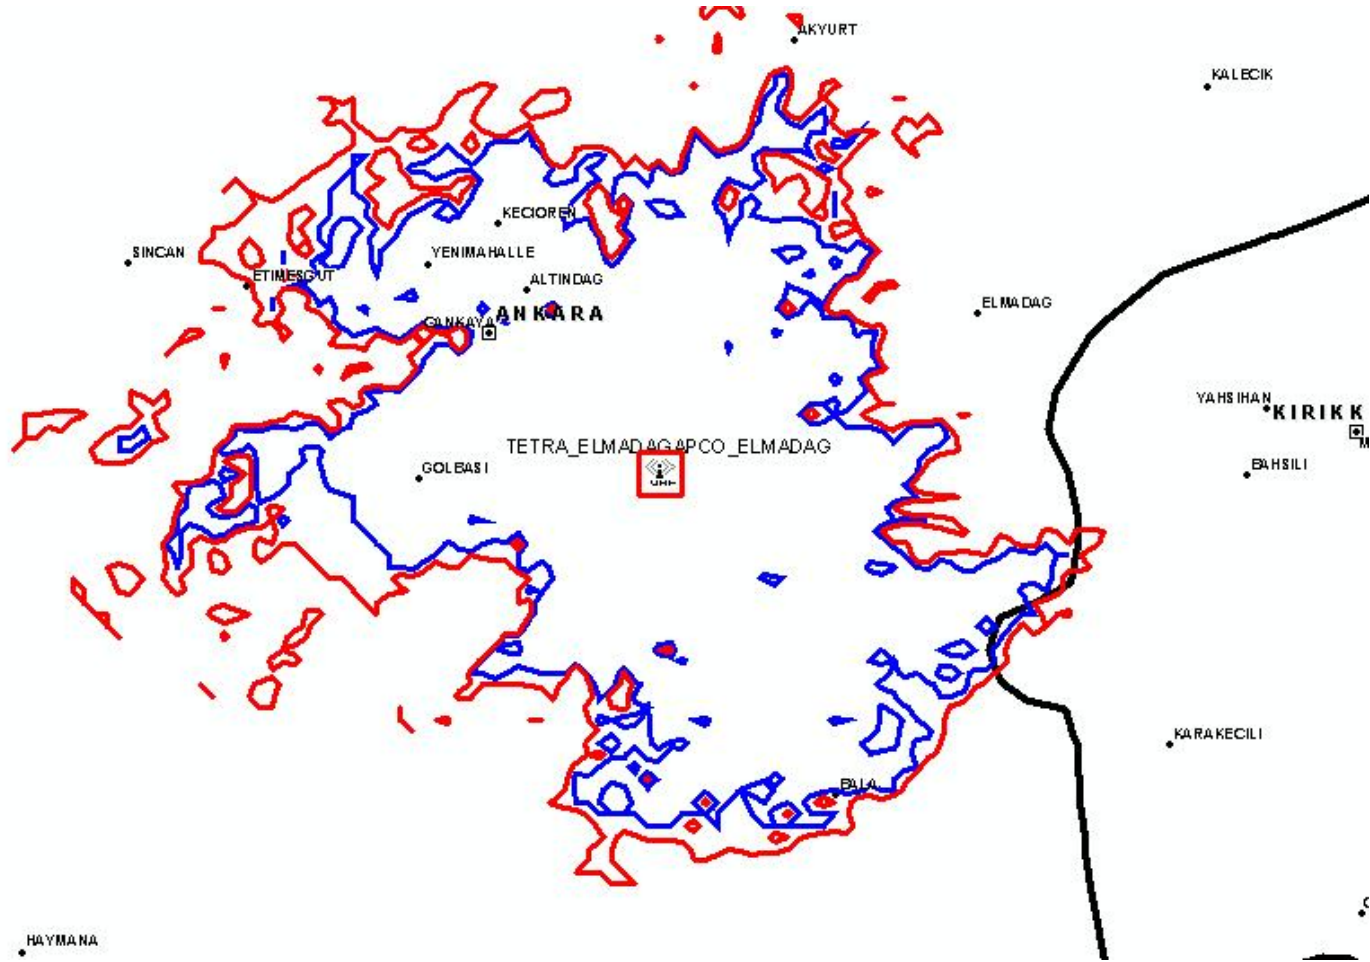 AKYURT
KALECIK
KECIOREN
SINCAN
YENIMAHALLE
ETIMESGUT
ALTINDAG
ELMADAG
CANKAYA
ANKARA
YAHSIHAN
KIRIKK
M
TETRA_ELMADAGAPCO_ELMADAG
GOLBASI
BAHSILI
KARAKECILI
BALA
HAYMANA